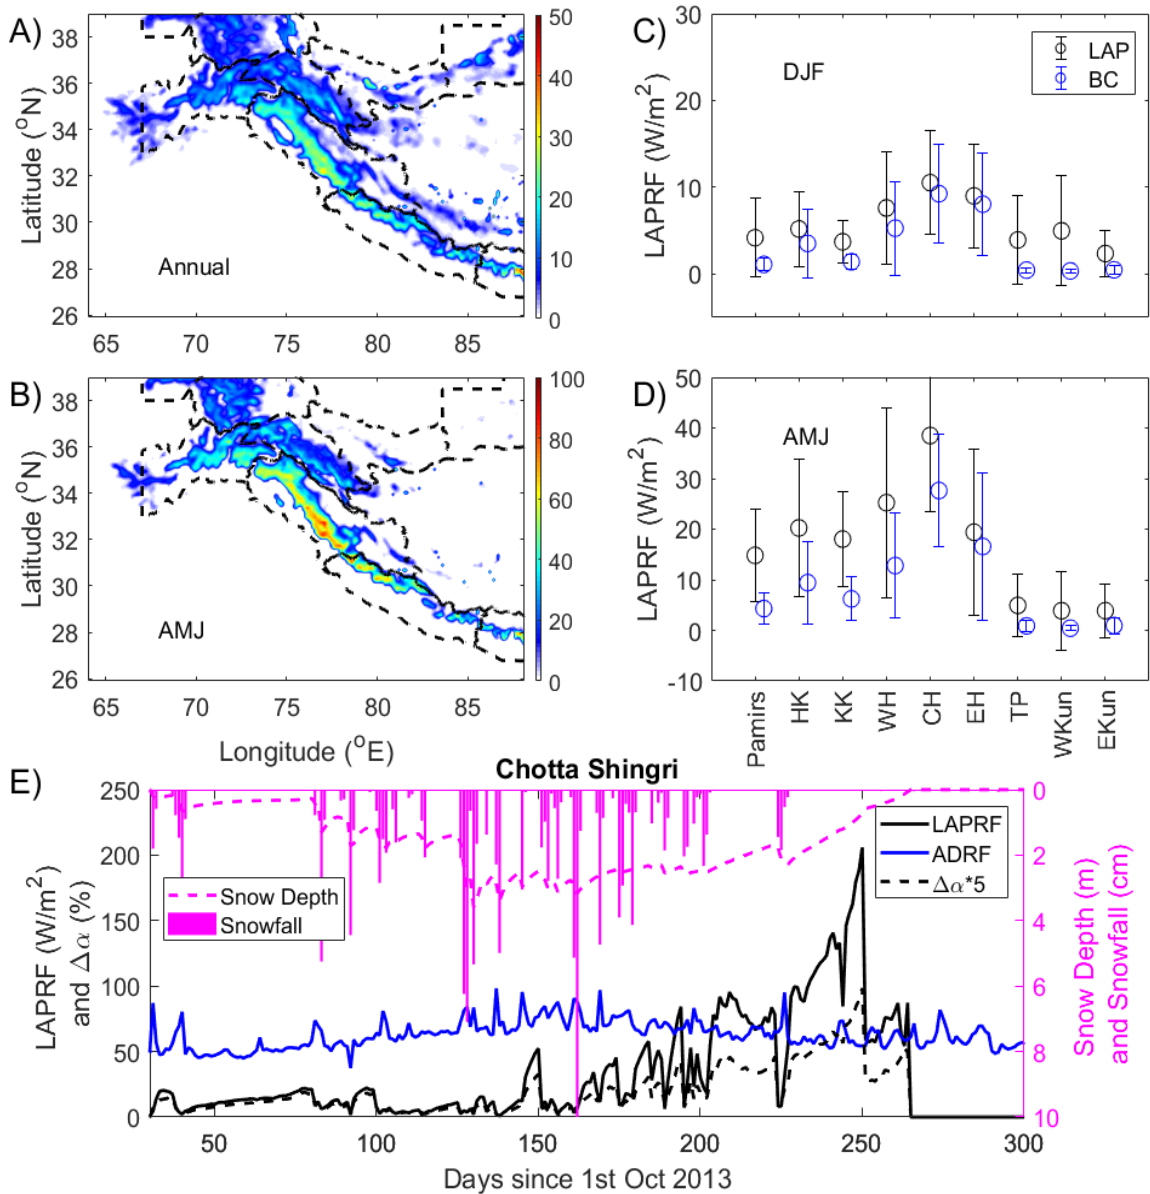 A)
Latitude (°N)
38
36
34
32
30
28
26
Annual
65
70
75
80
85
50
40
30
20
10
0
B)
Latitude (°N)
38
36
34
32
30
28
26
AMJ
65
70
75
80
85
Longitude (°E)
100
80
60
40
20
0
C)
LAPRF (W/m²)
30
20
10
0
DJF
LAP
BC
D)
LAPRF (W/m²)
50
40
30
20
10
0
-10
AMJ
Pamirs
HK
KK
WH
CH
EH
TP
WKun
EKun
E)
Chotta Shingri
LAPRF (W/m²)
and Δα (%)
250
200
150
100
50
0
Snow Depth
Snowfall
LAPRF
ADRF
Δα*5
0
2
4
6
8
10
Snow Depth (m)
and Snowfall (cm)
50
100
150
200
250
300
Days since 1st Oct 2013